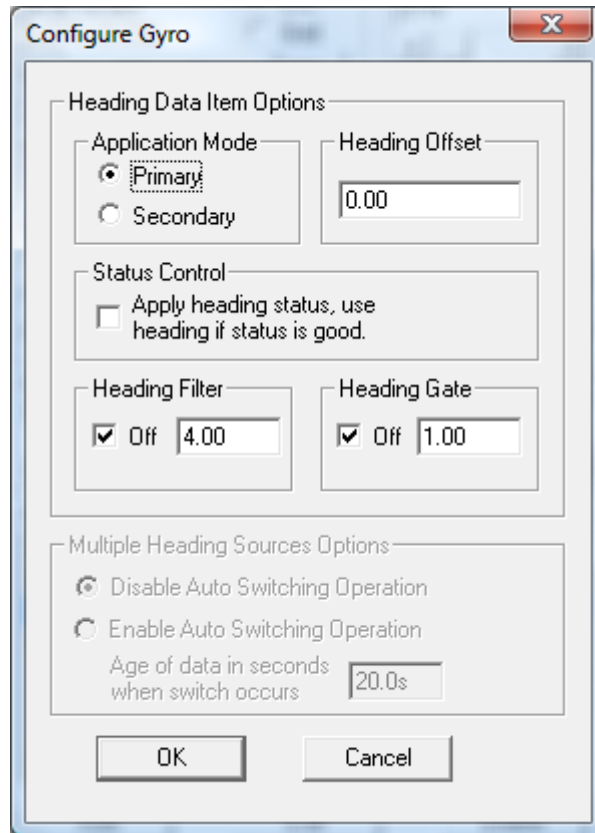 Configure Gyro
Heading Data Item Options
Application Mode
Primary
Secondary
Heading Offset
0.00
Status Control
Apply heading status, use
heading if status is good.
Heading Filter
Off 4.00
Heading Gate
Off 1.00
Multiple Heading Sources Options
Disable Auto Switching Operation
Enable Auto Switching Operation
Age of data in seconds
when switch occurs
20.0s
OK
Cancel